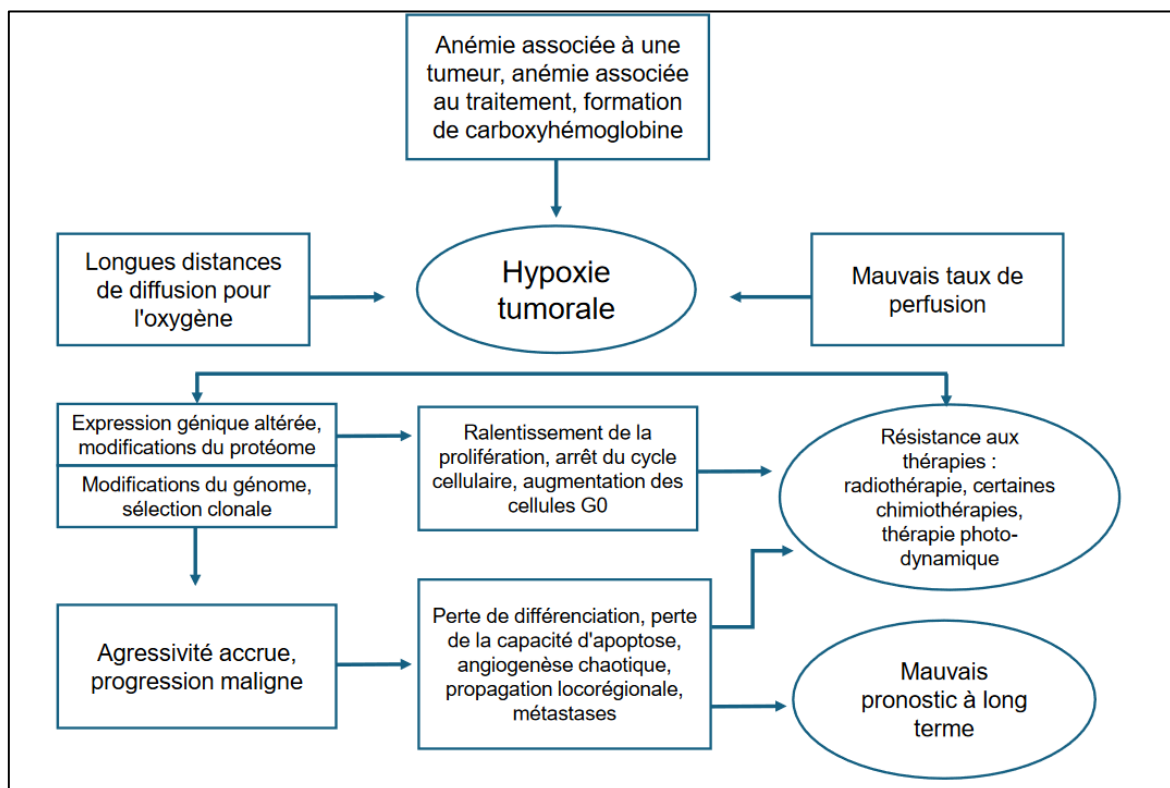 Anémie associée à une
tumeur, anémie associée
au traitement, formation
de carboxyhémoglobine
Longues distances
de diffusion pour
l'oxygène
Hypoxie
tumorale
Mauvais taux de
perfusion
Expression génique altérée,
modifications du protéome
Modifications du génome,
sélection clonale
Ralentissement de la
prolifération, arrêt du cycle
cellulaire, augmentation des
cellules G0
Résistance aux
thérapies :
radiothérapie, certaines
chimiothérapies,
thérapie photo-
dynamique
Agressivité accrue,
progression maligne
Perte de différenciation, perte
de la capacité d'apoptose,
angiogenèse chaotique,
propagation locorégionale,
métastases
Mauvais
pronostic à long
terme